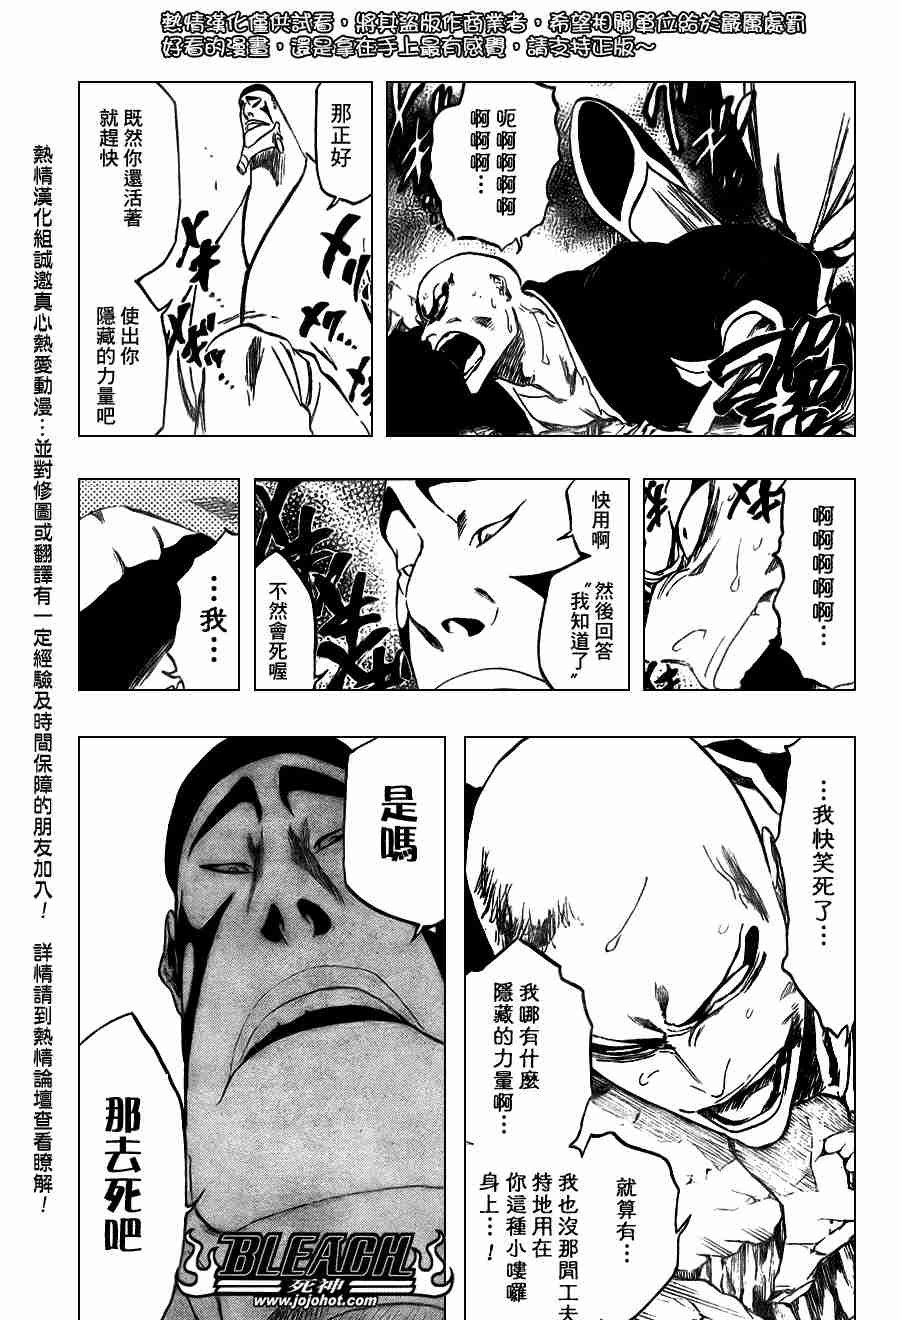 熱情漢化僅供試看，將其盜版作商業者，希望相關單位給於嚴厲處罰
好看的漫畫，還是拿在手上最有感覺，請支持正版～
熱情漢化組誠邀真心熱愛動漫…並對修圖或翻譯有一定經驗及時間保障的朋友加入！ 詳情請到熱情論壇查看瞭解！
呃啊啊啊啊
啊啊啊…
那正好
既然你還活著
就趕快
使出你
隱藏的力量吧
啊啊啊啊啊…
快用啊
然後回答
〝我知道了〞
不然會死喔
…我…
…我快笑死了…
我哪有什麼
隱藏的力量啊…
就算有…
我也沒那閒工夫
特地用在
你這種小嘍囉
身上…！
是嗎
那去死吧
BLEACH
死神
www.jojohot.com